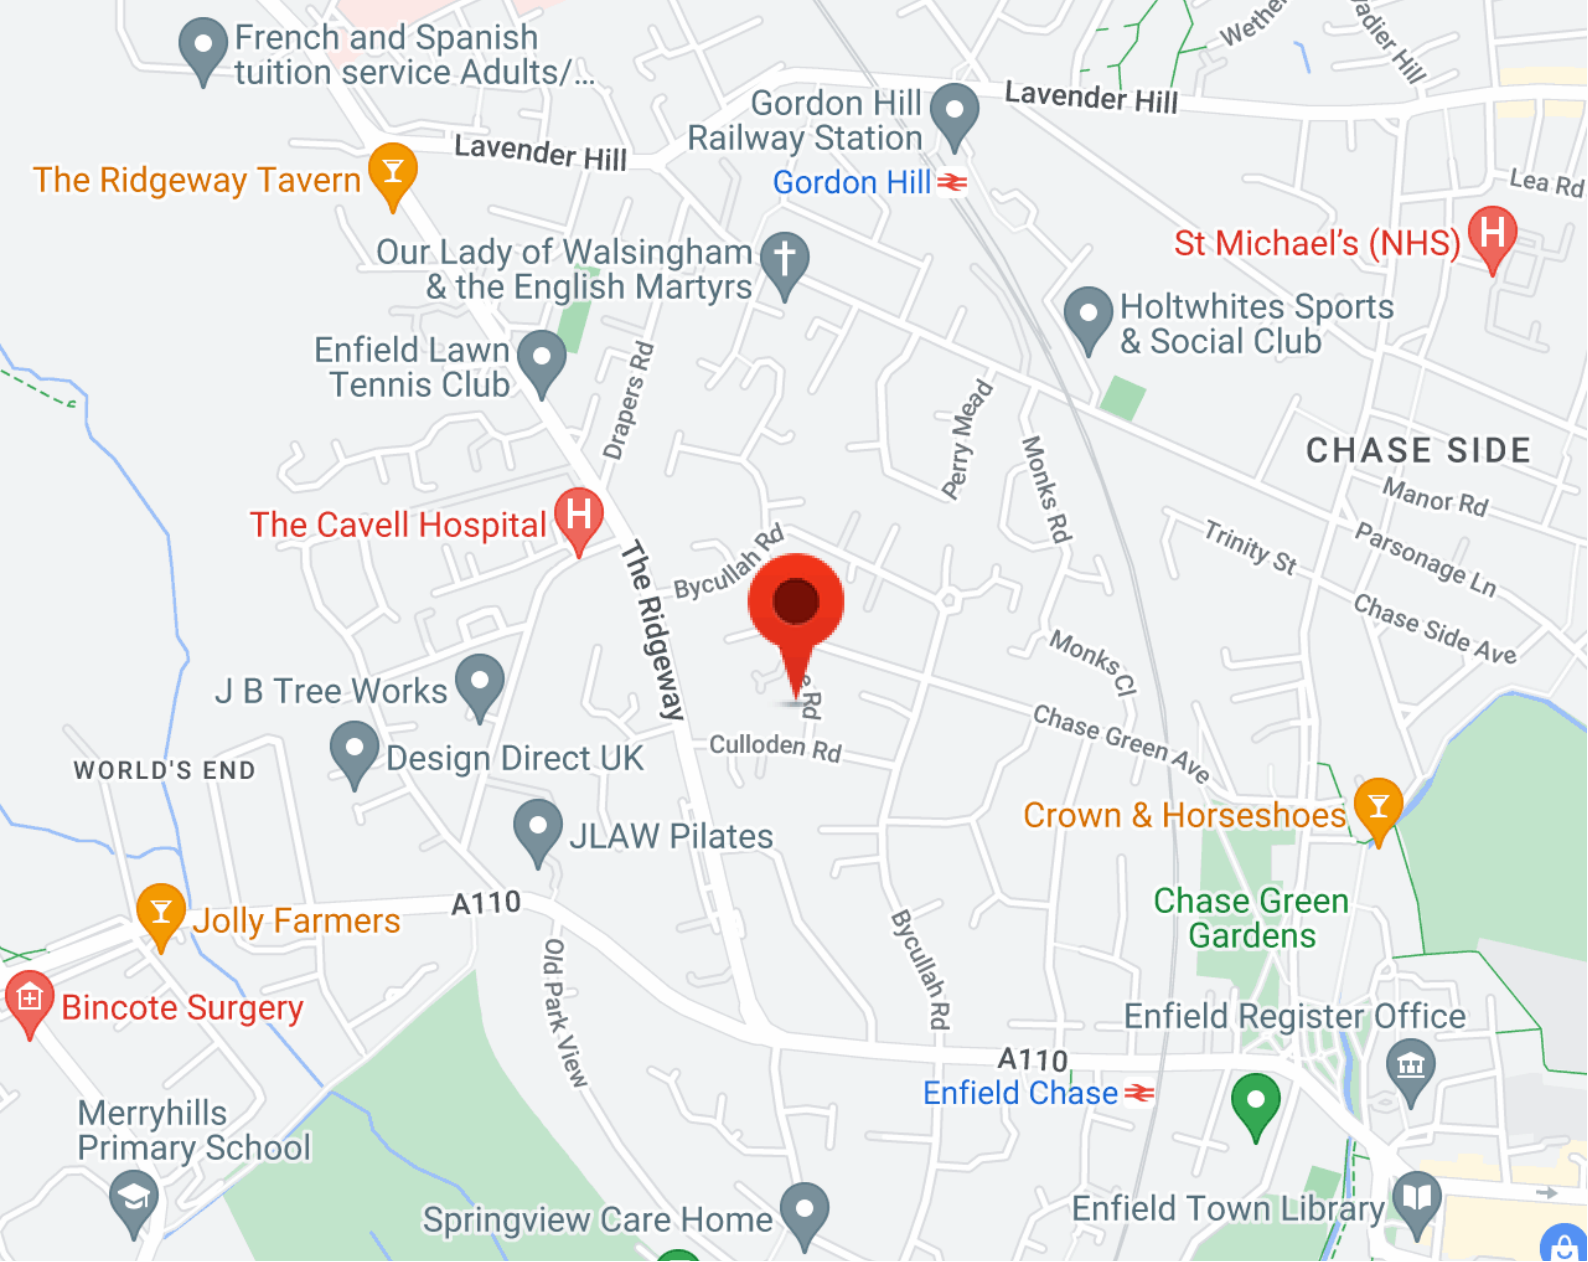 French and Spanish
tuition service Adults/...
Lavender Hill
Gordon Hill
Railway Station
Gordon Hill
Lavender Hill
The Ridgeway Tavern
Lea Rd
St Michael's (NHS)
Our Lady of Walsingham
& the English Martyrs
Holtwhites Sports
& Social Club
Enfield Lawn
Tennis Club
Drapers Rd
Perry Mead
Monks Rd
CHASE SIDE
Manor Rd
Trinity St
Parsonage Ln
Chase Side Ave
The Cavell Hospital
The Ridgeway
Bycullah Rd
Monks Cl
J B Tree Works
Rd
Culloden Rd
Chase Green Ave
Design Direct UK
WORLD'S END
Crown & Horseshoes
JLAW Pilates
A110
Jolly Farmers
Chase Green
Gardens
Old Park View
Bycullah Rd
Bincote Surgery
Enfield Register Office
A110
Enfield Chase
Merryhills
Primary School
Springview Care Home
Enfield Town Library